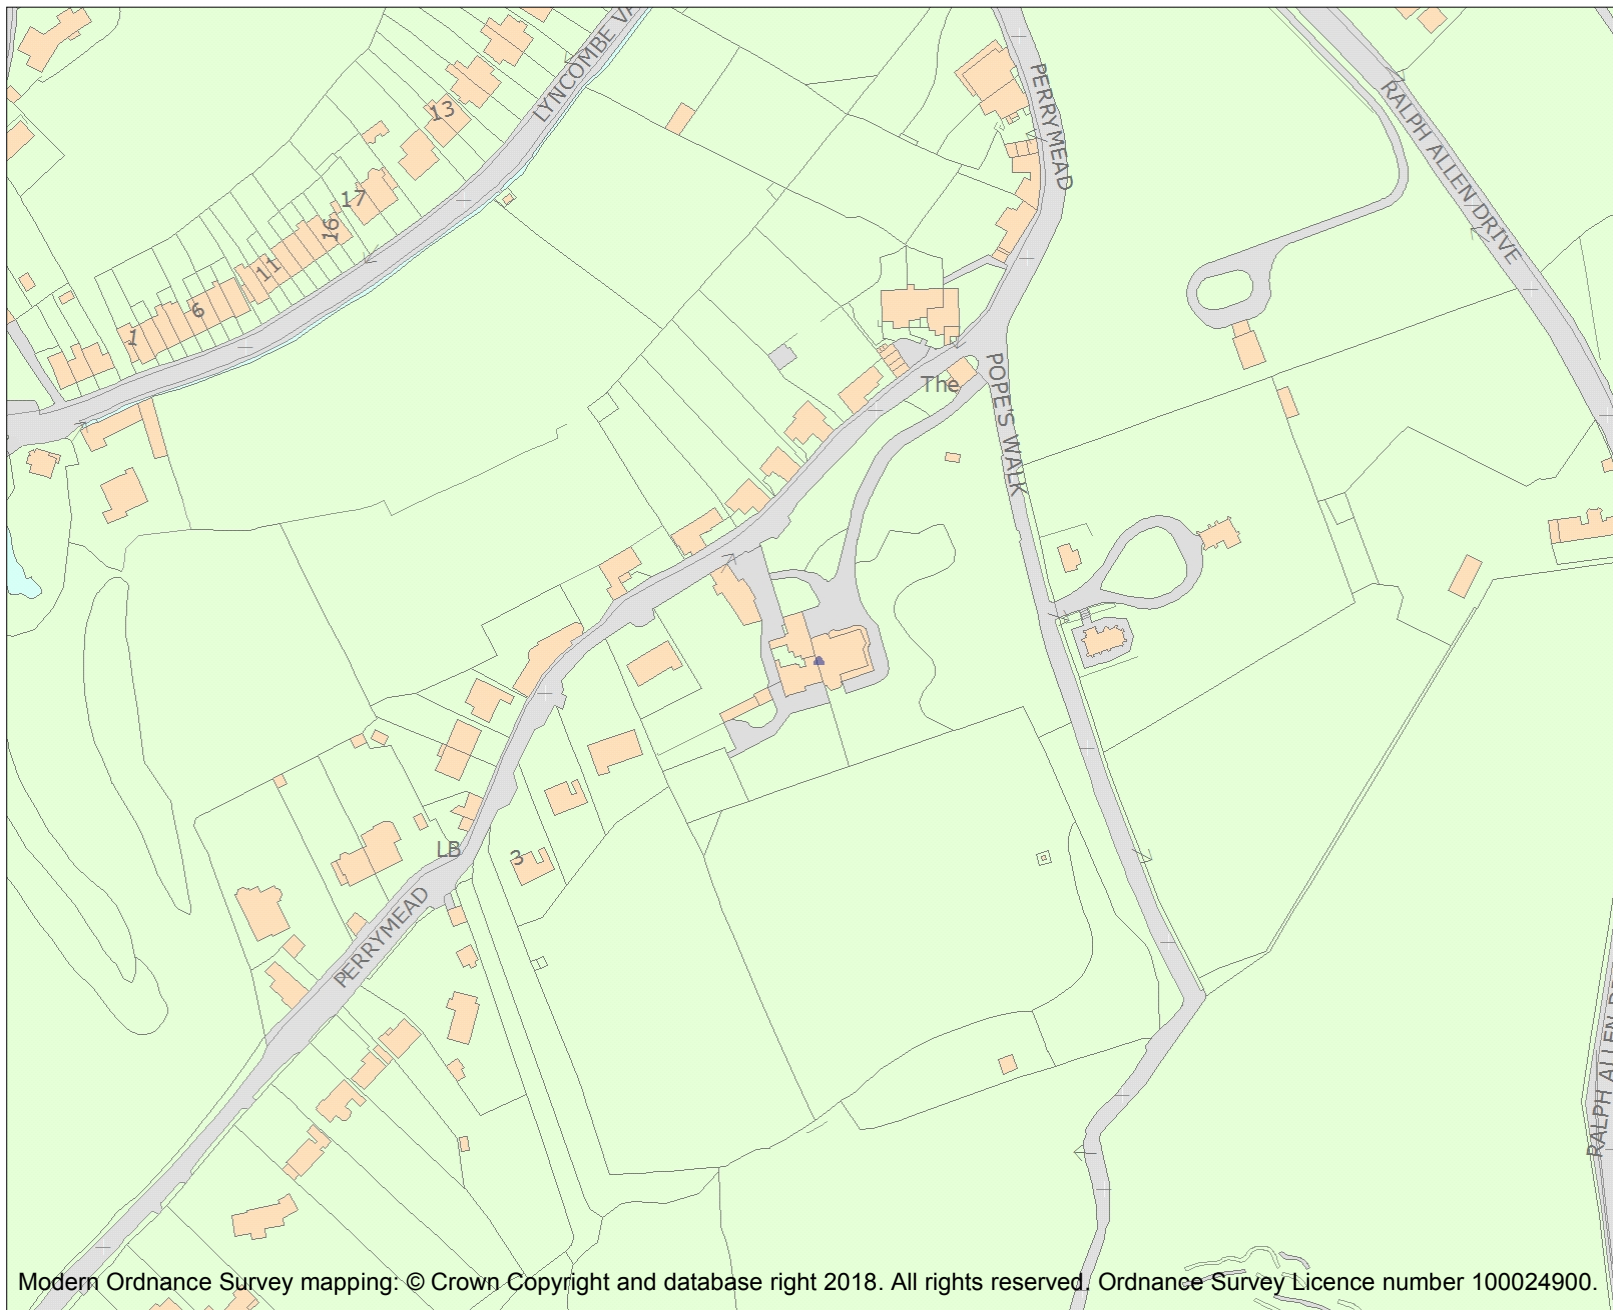 LYNCOMBE VA
PERRYMEAD
RALPH ALLEN DRIVE
13
17
16
11
6
1
The
POPE'S WALK
LB
3
PERRYMEAD
RALPH ALLEN
Modern Ordnance Survey mapping: © Crown Copyright and database right 2018. All rights reserved. Ordnance Survey Licence number 100024900.